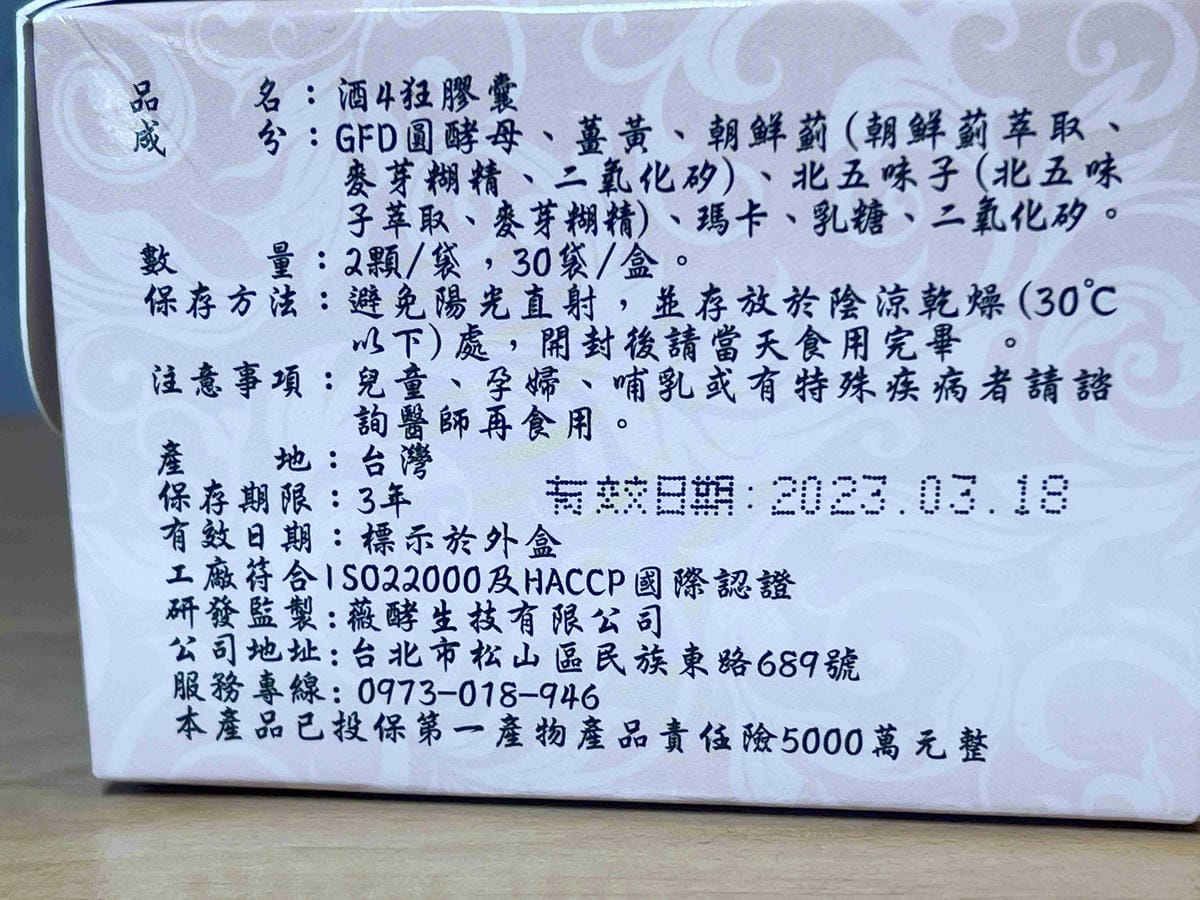 品名：酒4狂膠囊
成分：GFD圓酵母、薑黃、朝鮮薊(朝鮮薊萃取、
麥芽糊精、二氧化矽)、北五味子(北五味
子萃取、麥芽糊精)、瑪卡、乳糖、二氧化矽。
數量：2顆/袋，30袋/盒。
保存方法：避免陽光直射，並存放於陰涼乾燥(30℃
以下)處，開封後請當天食用完畢 。
注意事項：兒童、孕婦、哺乳或有特殊疾病者請諮
詢醫師再食用。
產地：台灣
保存期限：3年
有效日期：2023.03.18
有效日期：標示於外盒
工廠符合ISO22000及HACCP國際認證
研發監製：薇酵生技有限公司
公司地址：台北市松山區民族東路689號
服務專線：0973-018-946
本產品已投保第一產物產品責任險5000萬元整